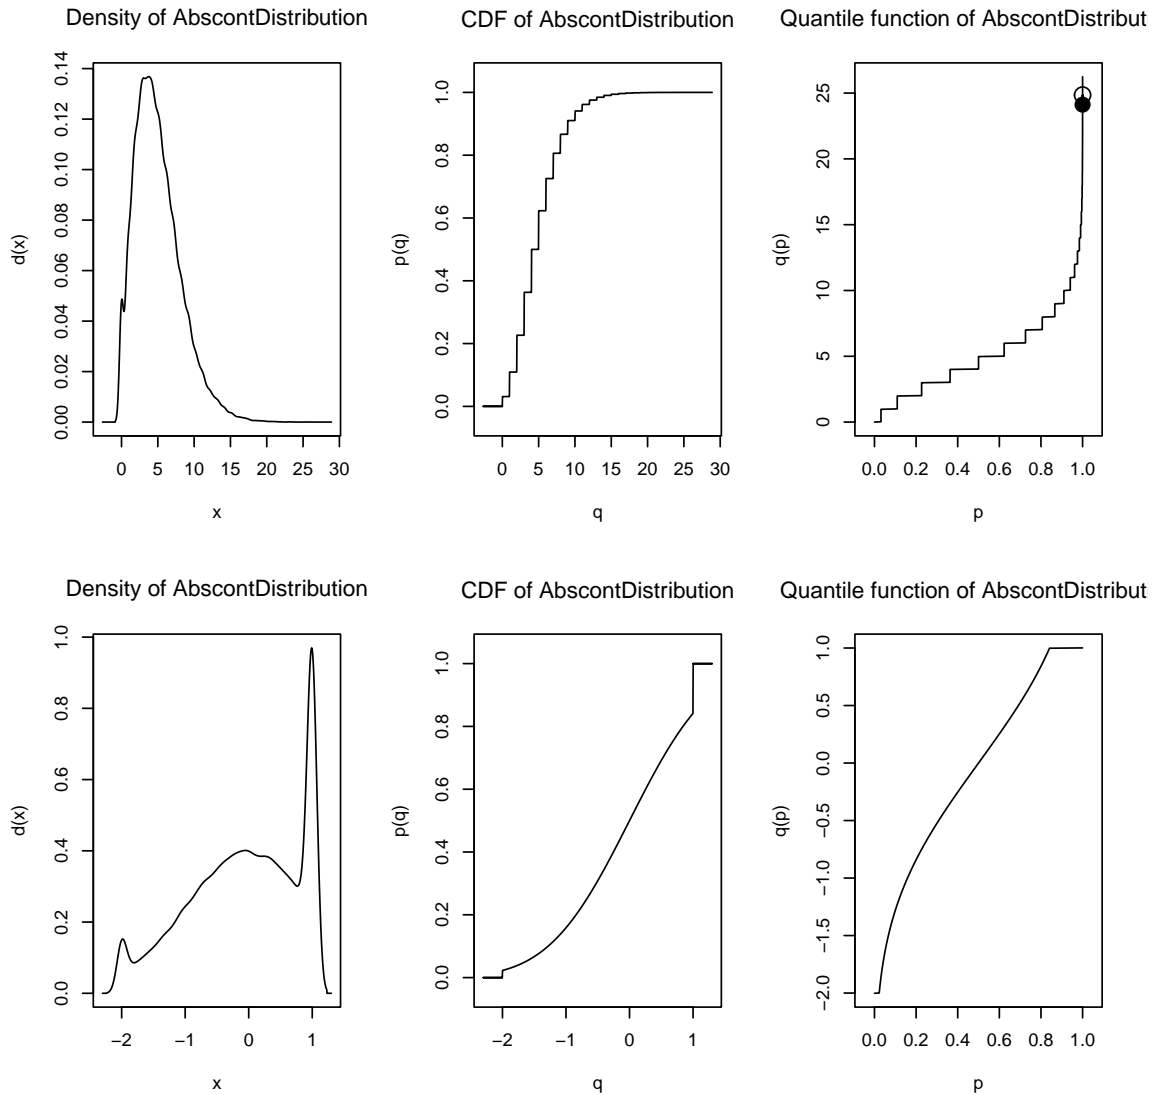 Density of AbscontDistribution
CDF of AbscontDistribution
Quantile function of AbscontDistribut
d(x)
0.00 0.02 0.04 0.06 0.08 0.10 0.12 0.14
0 5 10 15 20 25 30
x
p(q)
0.0 0.2 0.4 0.6 0.8 1.0
0 5 10 15 20 25 30
q
q(p)
0 5 10 15 20 25
0.0 0.2 0.4 0.6 0.8 1.0
p
Density of AbscontDistribution
CDF of AbscontDistribution
Quantile function of AbscontDistribut
d(x)
0.0 0.2 0.4 0.6 0.8 1.0
−2 −1 0 1
x
p(q)
0.0 0.2 0.4 0.6 0.8 1.0
−2 −1 0 1
q
q(p)
−2.0 −1.5 −1.0 −0.5 0.0 0.5 1.0
0.0 0.2 0.4 0.6 0.8 1.0
p